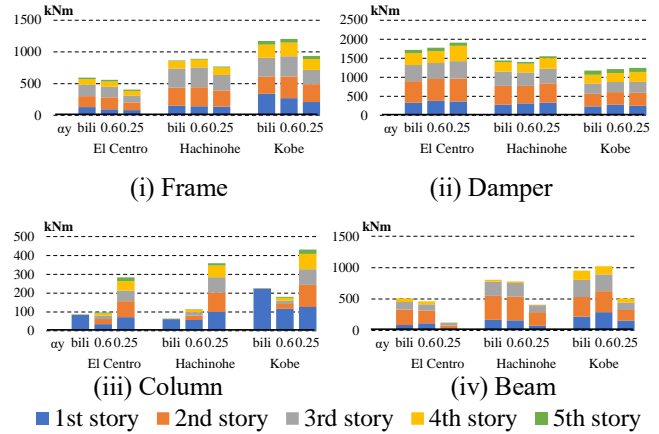 kNm
1500
1000
500
0
αy bili 0.6 0.25 bili 0.6 0.25 bili 0.6 0.25
El Centro Hachinohe Kobe
(i) Frame
kNm
2500
2000
1500
1000
500
0
αy bili 0.6 0.25 bili 0.6 0.25 bili 0.6 0.25
El Centro Hachinohe Kobe
(ii) Damper
kNm
500
400
300
200
100
0
αy bili 0.6 0.25 bili 0.6 0.25 bili 0.6 0.25
El Centro Hachinohe Kobe
(iii) Column
kNm
1500
1000
500
0
αy bili 0.6 0.25 bili 0.6 0.25 bili 0.6 0.25
El Centro Hachinohe Kobe
(iv) Beam
1st story 2nd story 3rd story 4th story 5th story